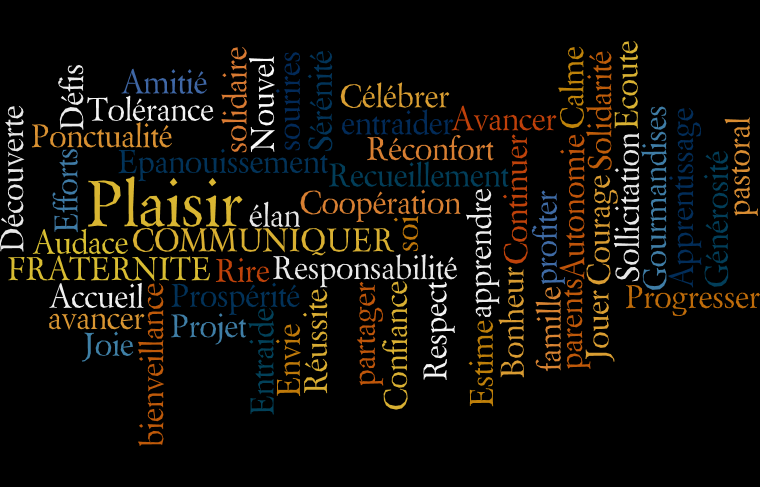 Découverte
Défis
Amitié
Tolérance
Ponctualité
solidaire
Nouvel
sourres
Sérénité
Célébrer
entraider
Avancer
Réconfort
Calme
Solidarité
Ecoute
Efforts
Epanouissement
Recueillement
Plaisir
élan
Coopération
soi
apprendre
Continuer
profiter
Autonomie
Courage
Sollicitation
Gourmandises
Apprentissage
Générosité
pastoral
Audace
COMMUNIQUER
FRATERNITE
Rire
Responsabilité
Accueil
avancer
Joie
bienveillance
Prospérité
Projet
Entraide
Envie
Réussite
partager
Confiance
Respect
Estime
Bonheur
famille
parents
Jouer
Progresser